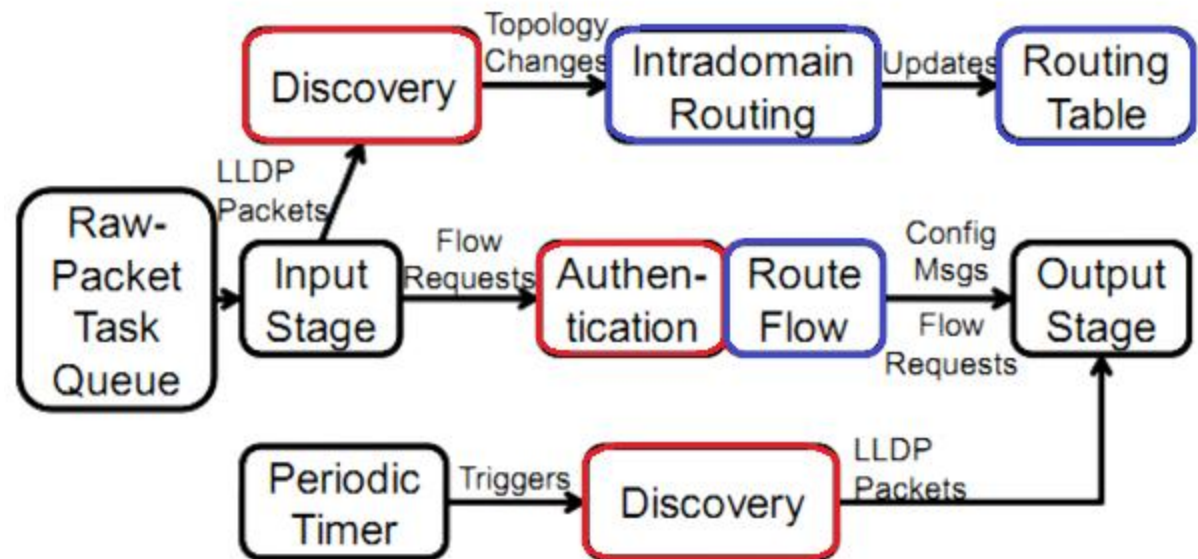 Topology
Changes
Discovery
Intradomain
Routing
Updates
Routing
Table
LLDP
Packets
Raw-
Packet
Task
Queue
Input
Stage
Flow
Requests
Authen-
tication
Route
Flow
Config
Msgs
Flow
Requests
Output
Stage
Periodic
Timer
Triggers
Discovery
LLDP
Packets